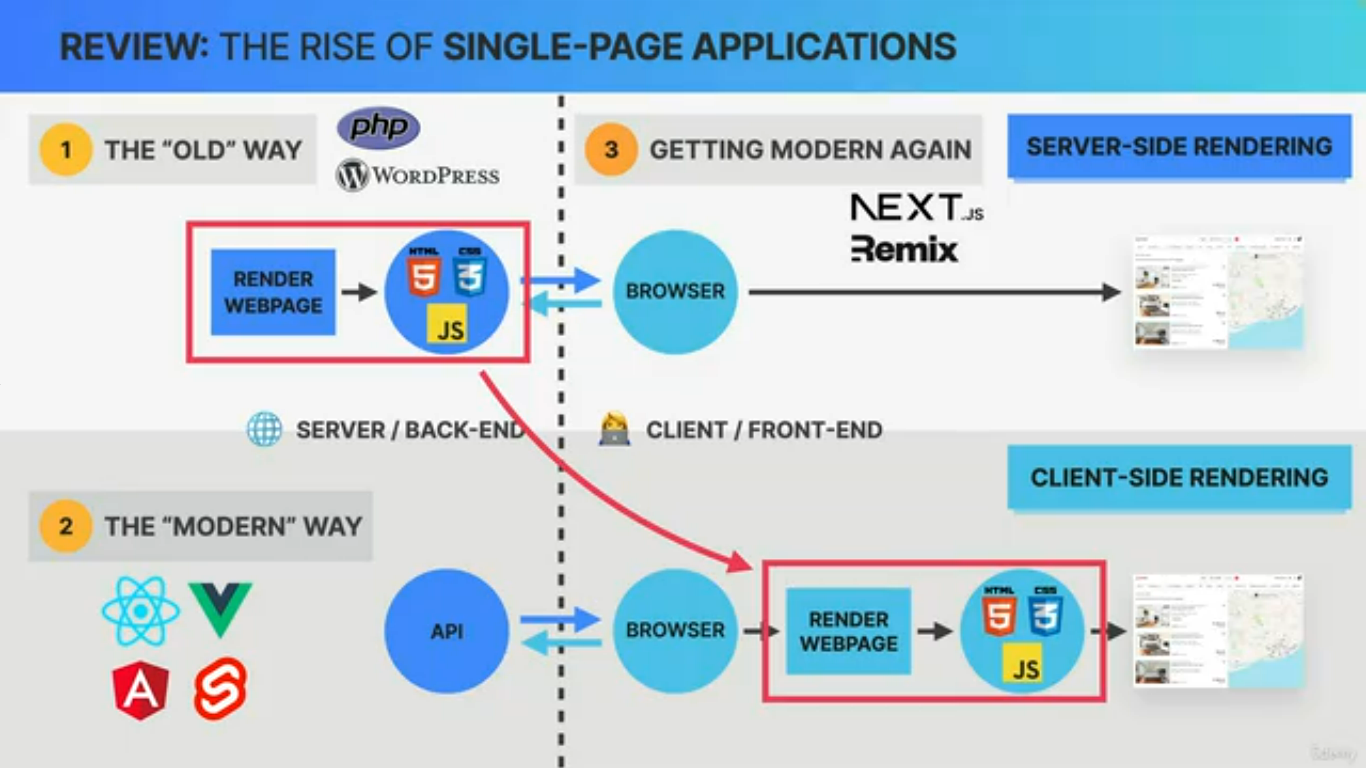 REVIEW: THE RISE OF SINGLE-PAGE APPLICATIONS
1 THE “OLD” WAY
php
WORDPRESS
3 GETTING MODERN AGAIN
SERVER-SIDE RENDERING
NEXT.JS
Remix
RENDER
WEBPAGE
HTML
5
CSS
3
JS
BROWSER
SERVER / BACK-END
CLIENT / FRONT-END
CLIENT-SIDE RENDERING
2 THE “MODERN” WAY
A
API
BROWSER
RENDER
WEBPAGE
HTML
5
CSS
3
JS
Udemy